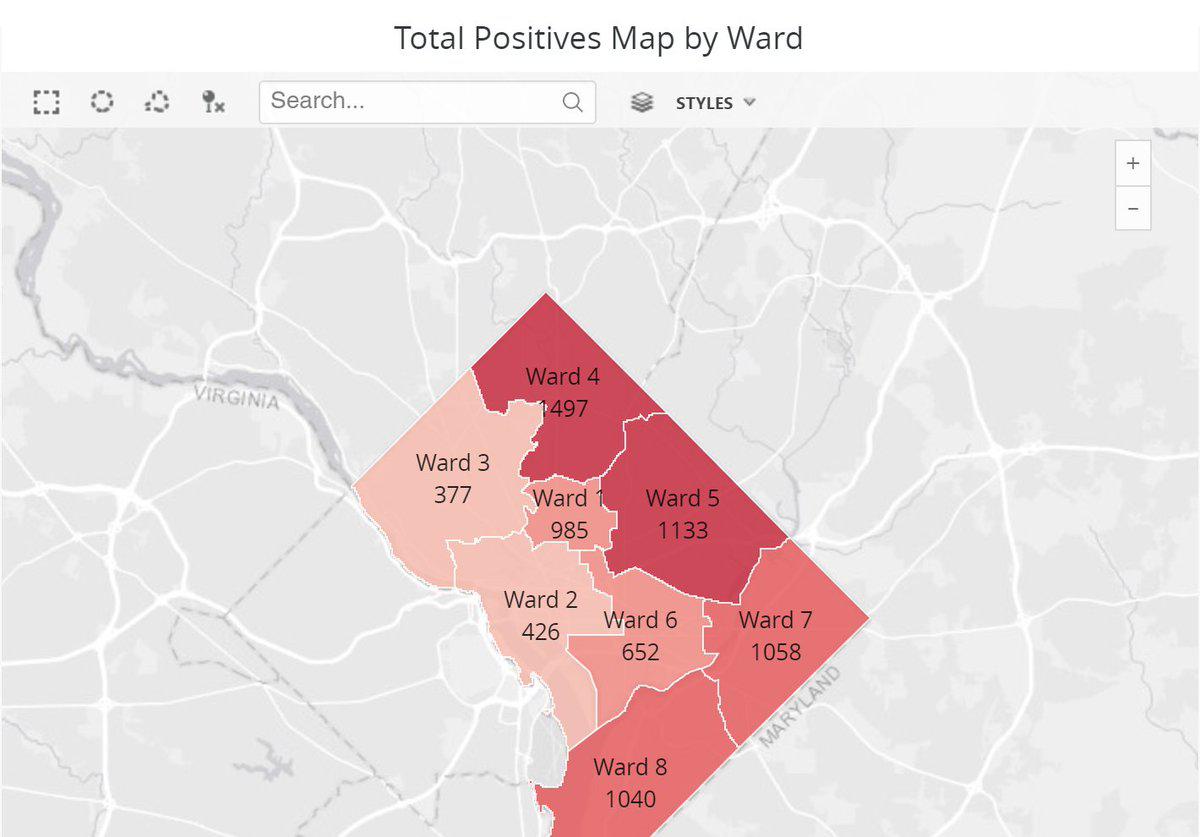 Total Positives Map by Ward
Search...
STYLES
+
−
VIRGINIA
Ward 4
1497
Ward 3
377
Ward 1
985
Ward 5
1133
Ward 2
426
Ward 6
652
Ward 7
1058
MARYLAND
Ward 8
1040